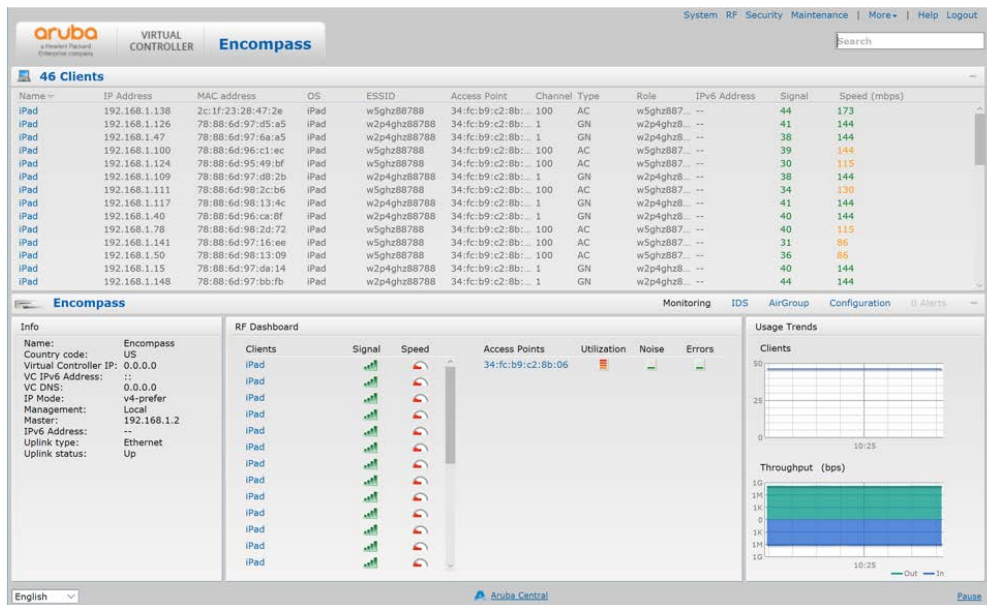 System RF Security Maintenance | More | Help Logout
aruba
a Hewlett Packard
Enterprise company
VIRTUAL
CONTROLLER
Encompass
Search
46 Clients
Name IP Address MAC address OS ESSID Access Point Channel Type Role IPv6 Address Signal Speed (mbps)
iPad 192.168.1.138 2c:1f:23:28:47:2e iPad w5ghz88788 34:fc:b9:c2:8b:... 100 AC w5ghz887... -- 44 173
iPad 192.168.1.126 78:88:6d:97:d5:a5 iPad w2p4ghz88788 34:fc:b9:c2:8b:... 1 GN w2p4ghz8... -- 41 144
iPad 192.168.1.47 78:88:6d:97:6a:a5 iPad w2p4ghz88788 34:fc:b9:c2:8b:... 1 GN w2p4ghz8... -- 38 144
iPad 192.168.1.100 78:88:6d:96:c1:ec iPad w5ghz88788 34:fc:b9:c2:8b:... 100 AC w5ghz887... -- 39 144
iPad 192.168.1.124 78:88:6d:95:49:bf iPad w5ghz88788 34:fc:b9:c2:8b:... 100 AC w5ghz887... -- 30 115
iPad 192.168.1.109 78:88:6d:97:d8:2b iPad w2p4ghz88788 34:fc:b9:c2:8b:... 1 GN w2p4ghz8... -- 38 144
iPad 192.168.1.111 78:88:6d:98:2c:b6 iPad w5ghz88788 34:fc:b9:c2:8b:... 100 AC w5ghz887... -- 34 130
iPad 192.168.1.117 78:88:6d:98:13:4c iPad w2p4ghz88788 34:fc:b9:c2:8b:... 1 GN w2p4ghz8... -- 41 144
iPad 192.168.1.40 78:88:6d:96:ca:8f iPad w2p4ghz88788 34:fc:b9:c2:8b:... 1 GN w2p4ghz8... -- 40 144
iPad 192.168.1.78 78:88:6d:98:2d:72 iPad w5ghz88788 34:fc:b9:c2:8b:... 100 AC w5ghz887... -- 40 115
iPad 192.168.1.141 78:88:6d:97:16:ee iPad w5ghz88788 34:fc:b9:c2:8b:... 100 AC w5ghz887... -- 31 86
iPad 192.168.1.50 78:88:6d:98:13:09 iPad w5ghz88788 34:fc:b9:c2:8b:... 100 AC w5ghz887... -- 36 86
iPad 192.168.1.15 78:88:6d:97:da:14 iPad w2p4ghz88788 34:fc:b9:c2:8b:... 1 GN w2p4ghz8... -- 40 144
iPad 192.168.1.148 78:88:6d:97:bb:fb iPad w2p4ghz88788 34:fc:b9:c2:8b:... 1 GN w2p4ghz8... -- 44 144
Encompass Monitoring IDS AirGroup Configuration 0 Alerts
Info
Name: Encompass
Country code: US
Virtual Controller IP: 0.0.0.0
VC IPv6 Address: ::
VC DNS: 0.0.0.0
IP Mode: v4-prefer
Management: Local
Master: 192.168.1.2
IPv6 Address: --
Uplink type: Ethernet
Uplink status: Up
RF Dashboard
Clients Signal Speed
iPad
iPad
iPad
iPad
iPad
iPad
iPad
iPad
iPad
iPad
iPad
iPad
iPad
Access Points Utilization Noise Errors
34:fc:b9:c2:8b:06
Usage Trends
Clients
50
25
0
10:25
Throughput (bps)
1G
1M
1K
0
1K
1M
1G
10:25
Out In
English
Aruba Central
Pause